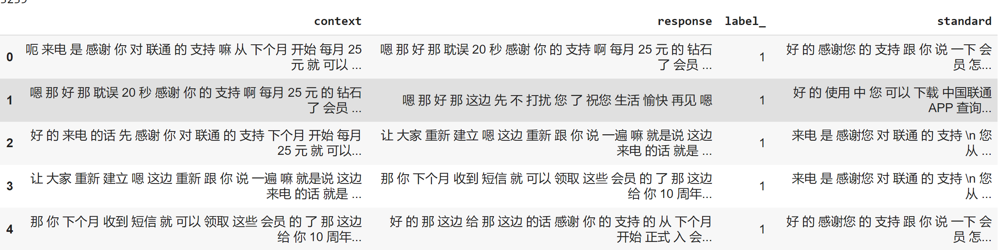 context response label_ standard
0 呃 来电 是 感谢 你 对 联通 的 支持 嘛 从 下个月 开始 每月 25 嗯 那 好 那 耽误 20 秒 感谢 你 的 支持 啊 每月 25 元 的 钻石 1 好 的 感谢您 的 支持 跟 你 说 一下 会
元 就 可以 ... 了 会员 ... 员 怎...
1 嗯 那 好 那 耽误 20 秒 感谢 你 的 支持 啊 每月 25 元 的 钻石 嗯 那 好 那 这边 先 不 打扰 您 了 祝您 生活 愉快 再见 嗯 1 好 的 使用 中 您 可以 下载 中国联通
了 会员 ... APP 查询...
2 好 的 来电 的话 先 感谢 你 对 联通 的 支持 下个月 开始 每月 让 大家 重新 建立 嗯 这边 重新 跟 你 说 一遍 嘛 就是说 这边 1 来电 是 感谢您 对 联通 的 支持 \n 您
25 元 就 可以... 来电 的话 就是 ... 从 ...
3 让 大家 重新 建立 嗯 这边 重新 跟 你 说 一遍 嘛 就是说 这边 那 你 下个月 收到 短信 就 可以 领取 这些 会员 的 了 那 这边 1 来电 是 感谢您 对 联通 的 支持 \n 您
来电 的话 就是 ... 给 你 10 周年... 从 ...
4 那 你 下个月 收到 短信 就 可以 领取 这些 会员 的 了 那 这边 好 的 那 这边 给 那 这边 的话 感谢 你 的 支持 的 从 下个月 1 好 的 感谢您 的 支持 跟 你 说 一下 会
给 你 10 周年... 开始 正式 入 会... 员 怎...